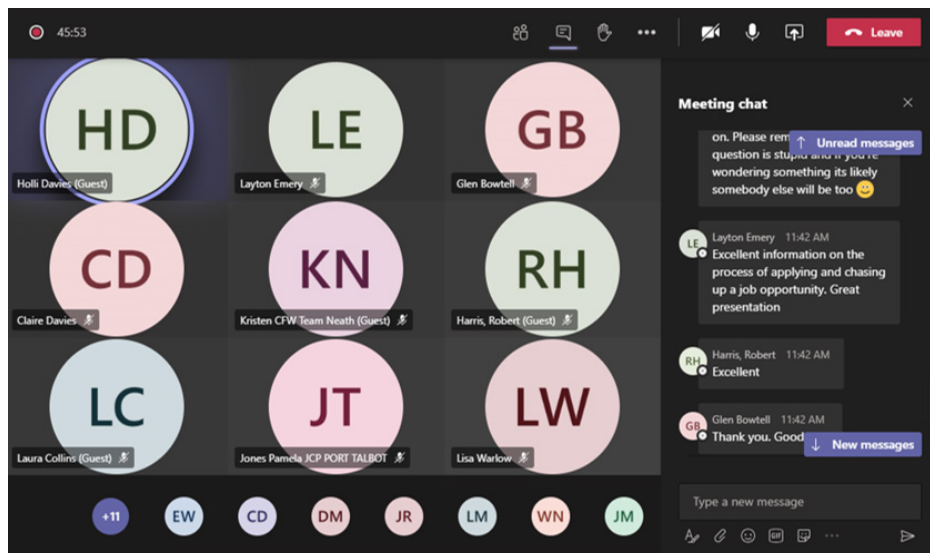 45:53
Leave
HD
Holli Davies (Guest)
LE
Layton Emery
GB
Glen Bowtell
CD
Claire Davies
KN
Kristen CFW Team Neath (Guest)
RH
Harris, Robert (Guest)
LC
Laura Collins (Guest)
JT
Jones Pamela JCP PORT TALBOT
LW
Lisa Warlow
+11
EW
CD
DM
JR
LM
WN
JM
Meeting chat
on. Please rem
↑ Unread messages
question is stupid and if you're
wondering something its likely
somebody else will be too 🙂
LE
Layton Emery 11:42 AM
Excellent information on the
process of applying and chasing
up a job opportunity. Great
presentation
RH
Harris, Robert 11:42 AM
Excellent
GB
Glen Bowtell 11:42 AM
Thank you. Good
↓ New messages
Type a new message
GIF